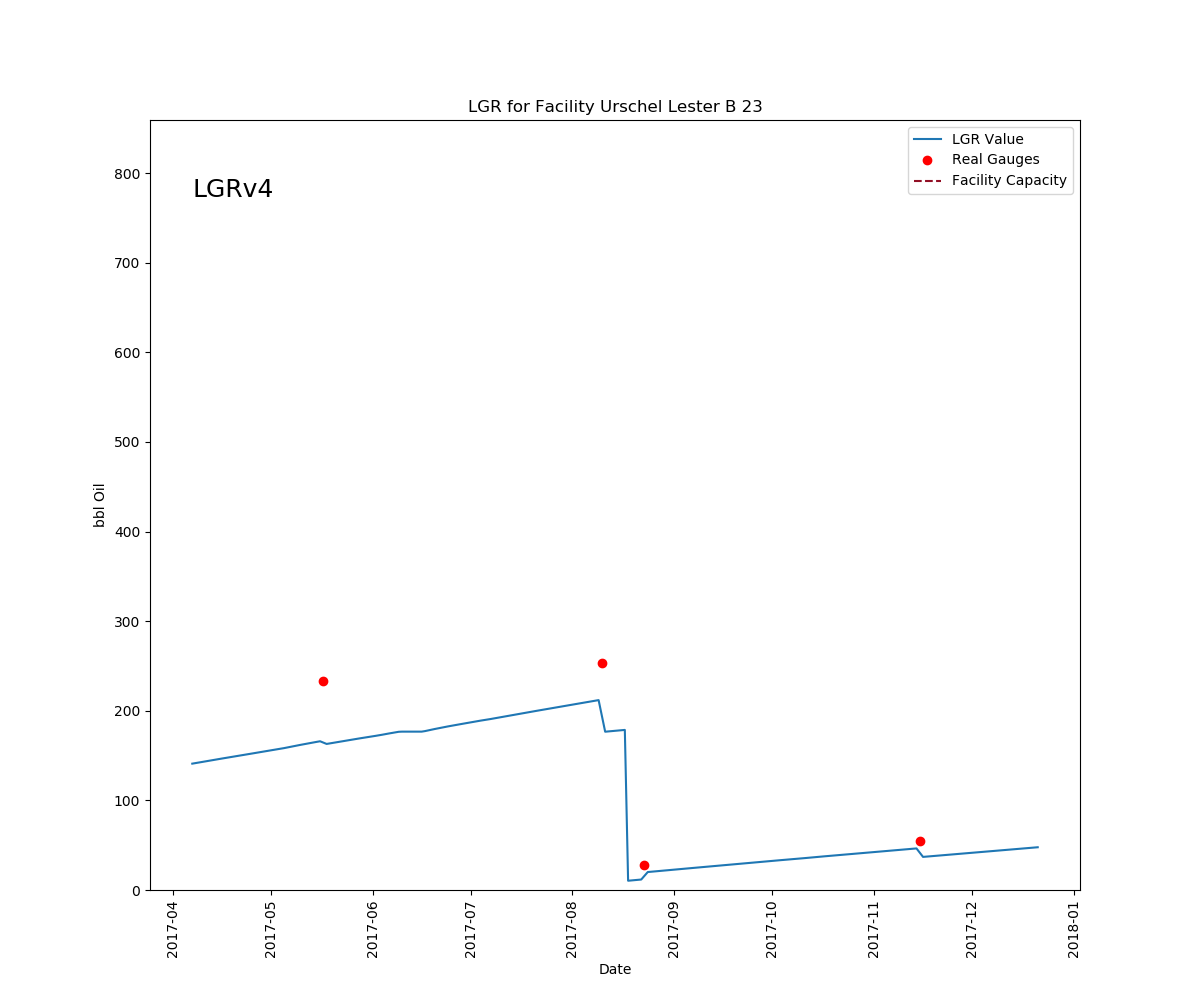 LGR for Facility Urschel Lester B 23
LGRv4
LGR Value
Real Gauges
Facility Capacity
800
700
600
500
400
300
200
100
0
bbl Oil
2017-04
2017-05
2017-06
2017-07
2017-08
2017-09
2017-10
2017-11
2017-12
2018-01
Date